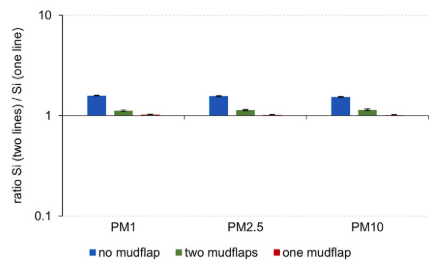 ratio Si (two lines) / Si (one line)
10
1
0.1
PM1 PM2.5 PM10
no mudflap two mudflaps one mudflap